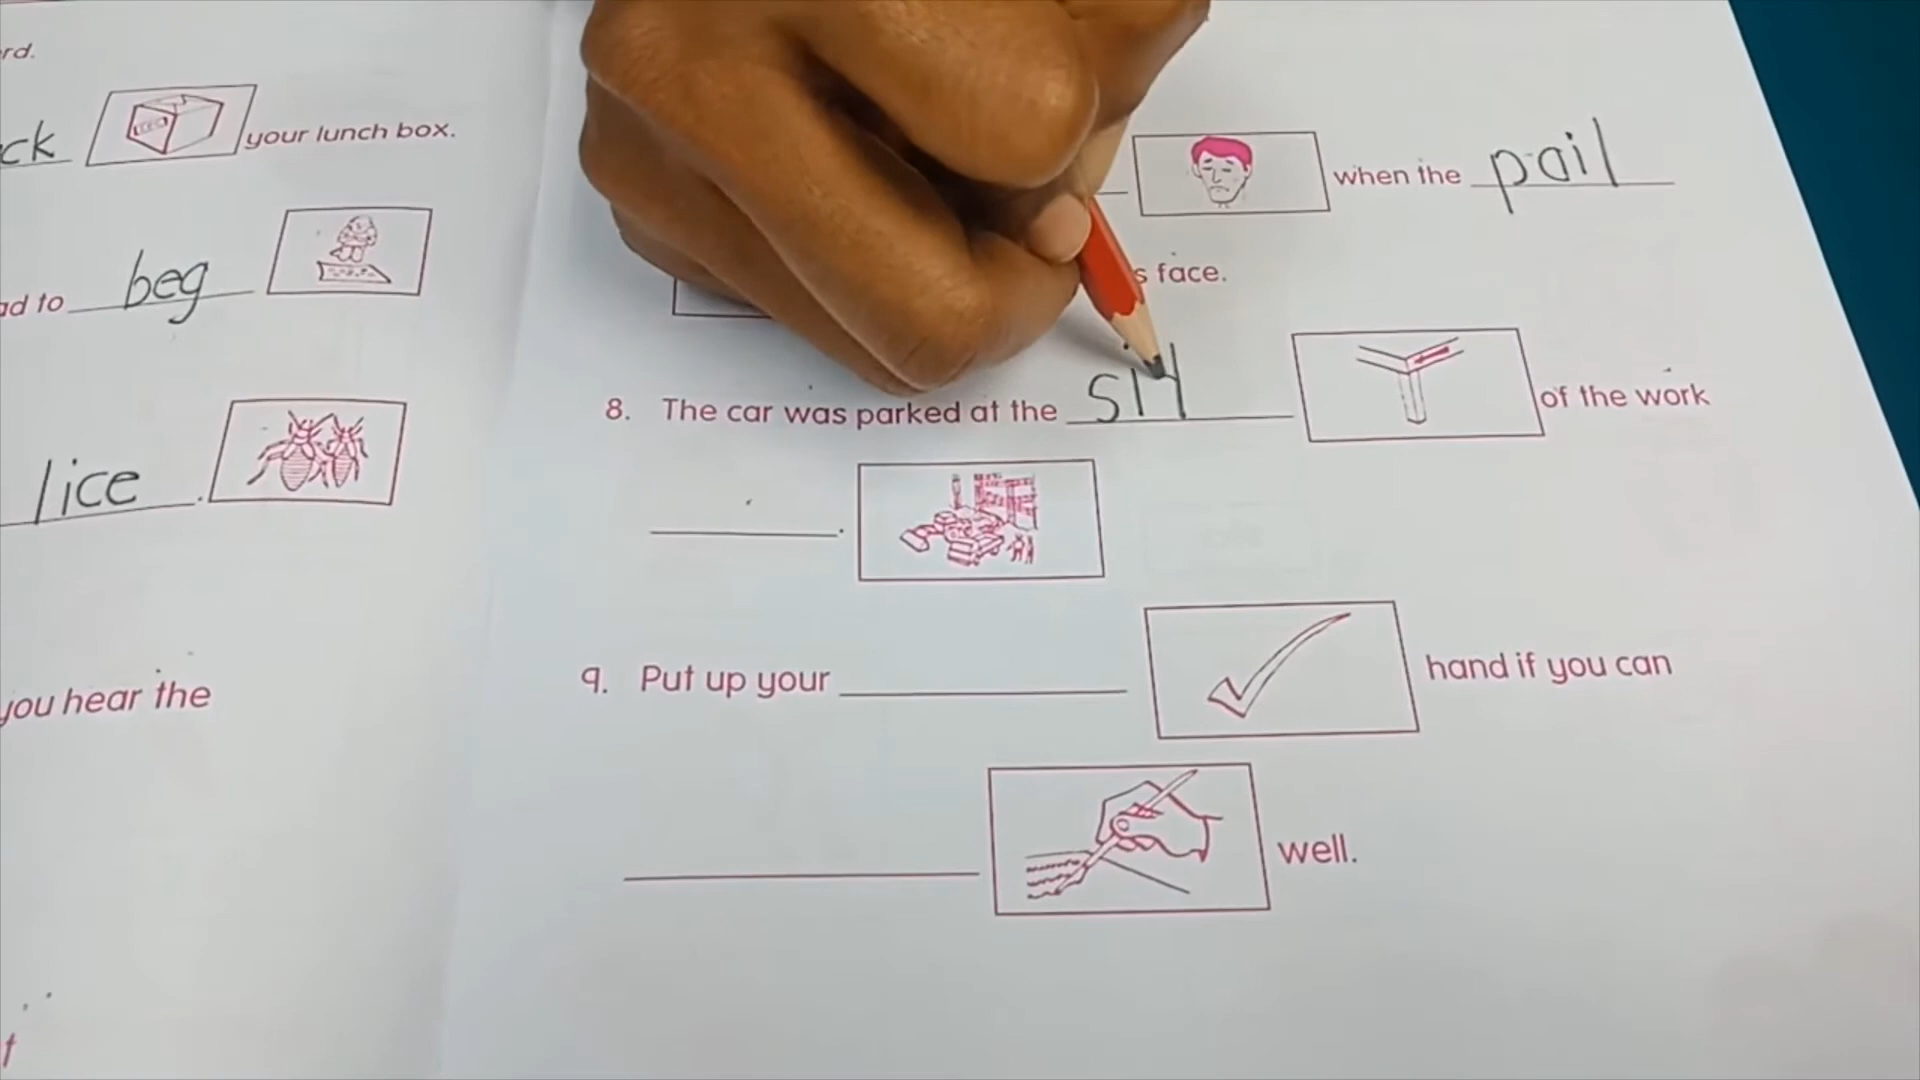 rd.
ck your lunch box.
ad to beg
lice.
you hear the
when the pail
s face.
8. The car was parked at the sit of the work
.
9. Put up your hand if you can
well.